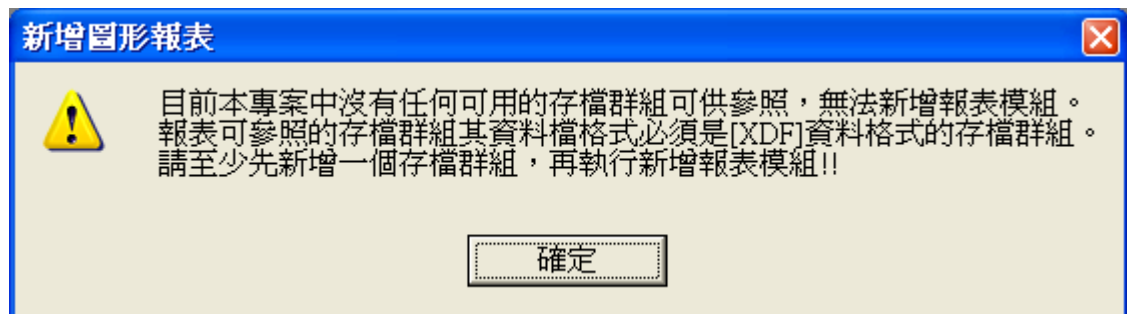 新增圖形報表
目前本專案中沒有任何可用的存檔群組可供參照，無法新增報表模組。
報表可參照的存檔群組其資料檔格式必須是[XDF]資料格式的存檔群組。
請至少先新增一個存檔群組，再執行新增報表模組!!
確定